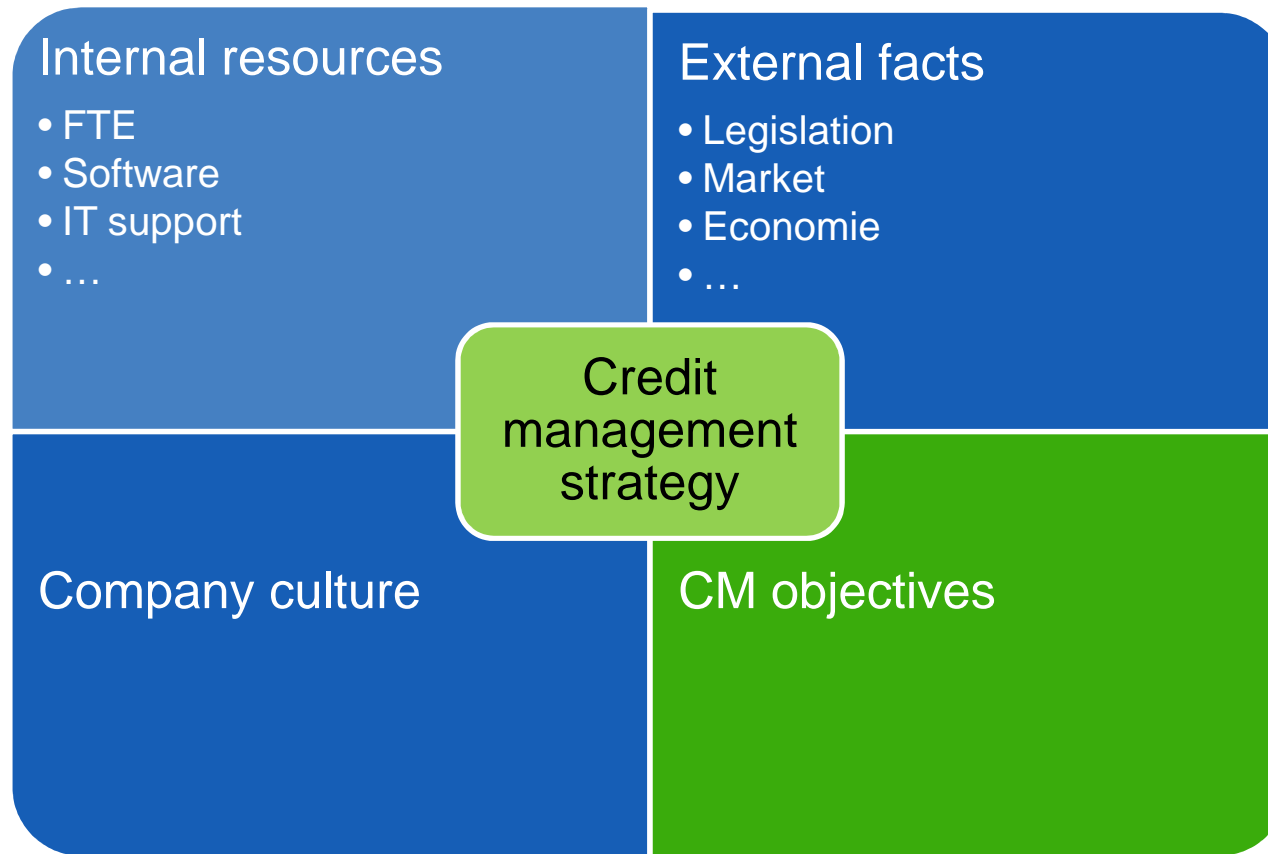 Internal resources
• FTE
• Software
• IT support
• …
External facts
• Legislation
• Market
• Economie
• …
Credit
management
strategy
Company culture
CM objectives